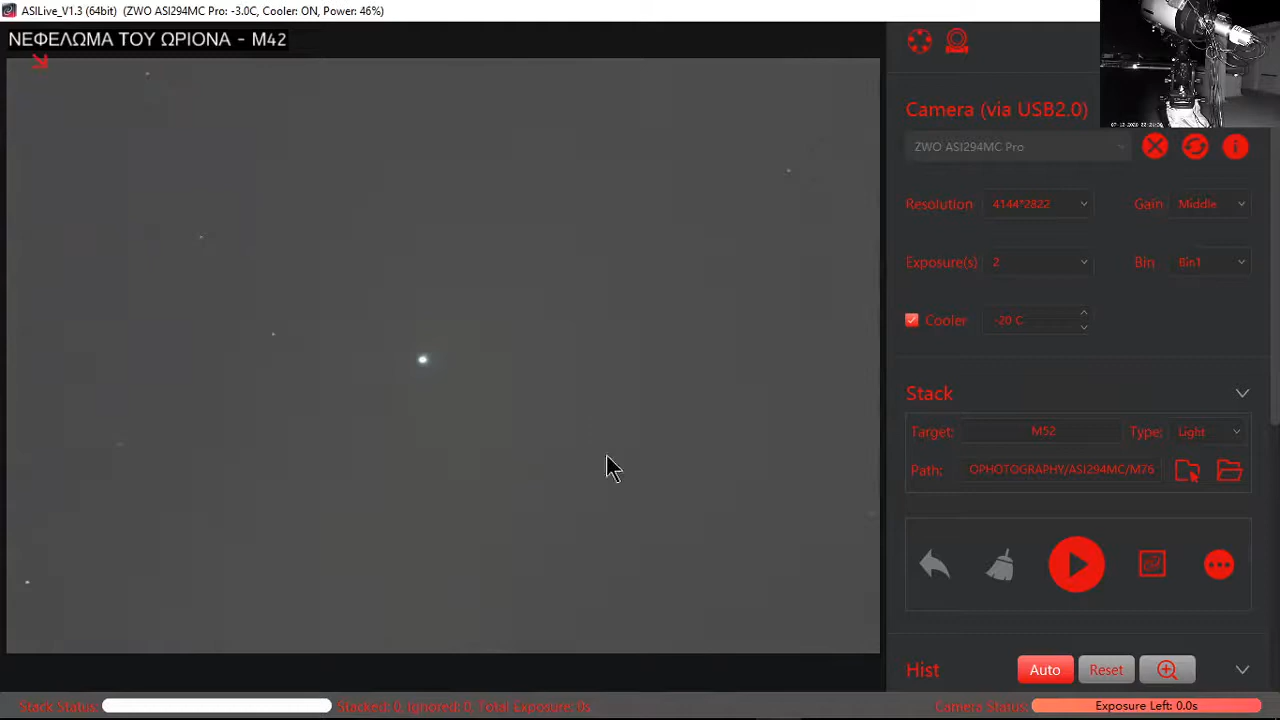 ASILive_V1.3 (64bit) (ZWO ASI294MC Pro: -3.0C, Cooler: ON, Power: 46%)
ΝΕΦΕΛΩΜΑ ΤΟΥ ΩΡΙΟΝΑ - M42
Camera (via USB2.0)
ZWO ASI294MC Pro
Resolution 4144*2822 Gain Middle
Exposure(s) 2 Bin Bin1
Cooler -20 C
Stack
Target: M52 Type: Light
Path: OPHOTOGRAPHY/ASI294MC/M76
Hist Auto Reset
Stack Status: Stacked: 0, Ignored: 0, Total Exposure: 0s Camera Status: Exposure Left: 0.0s